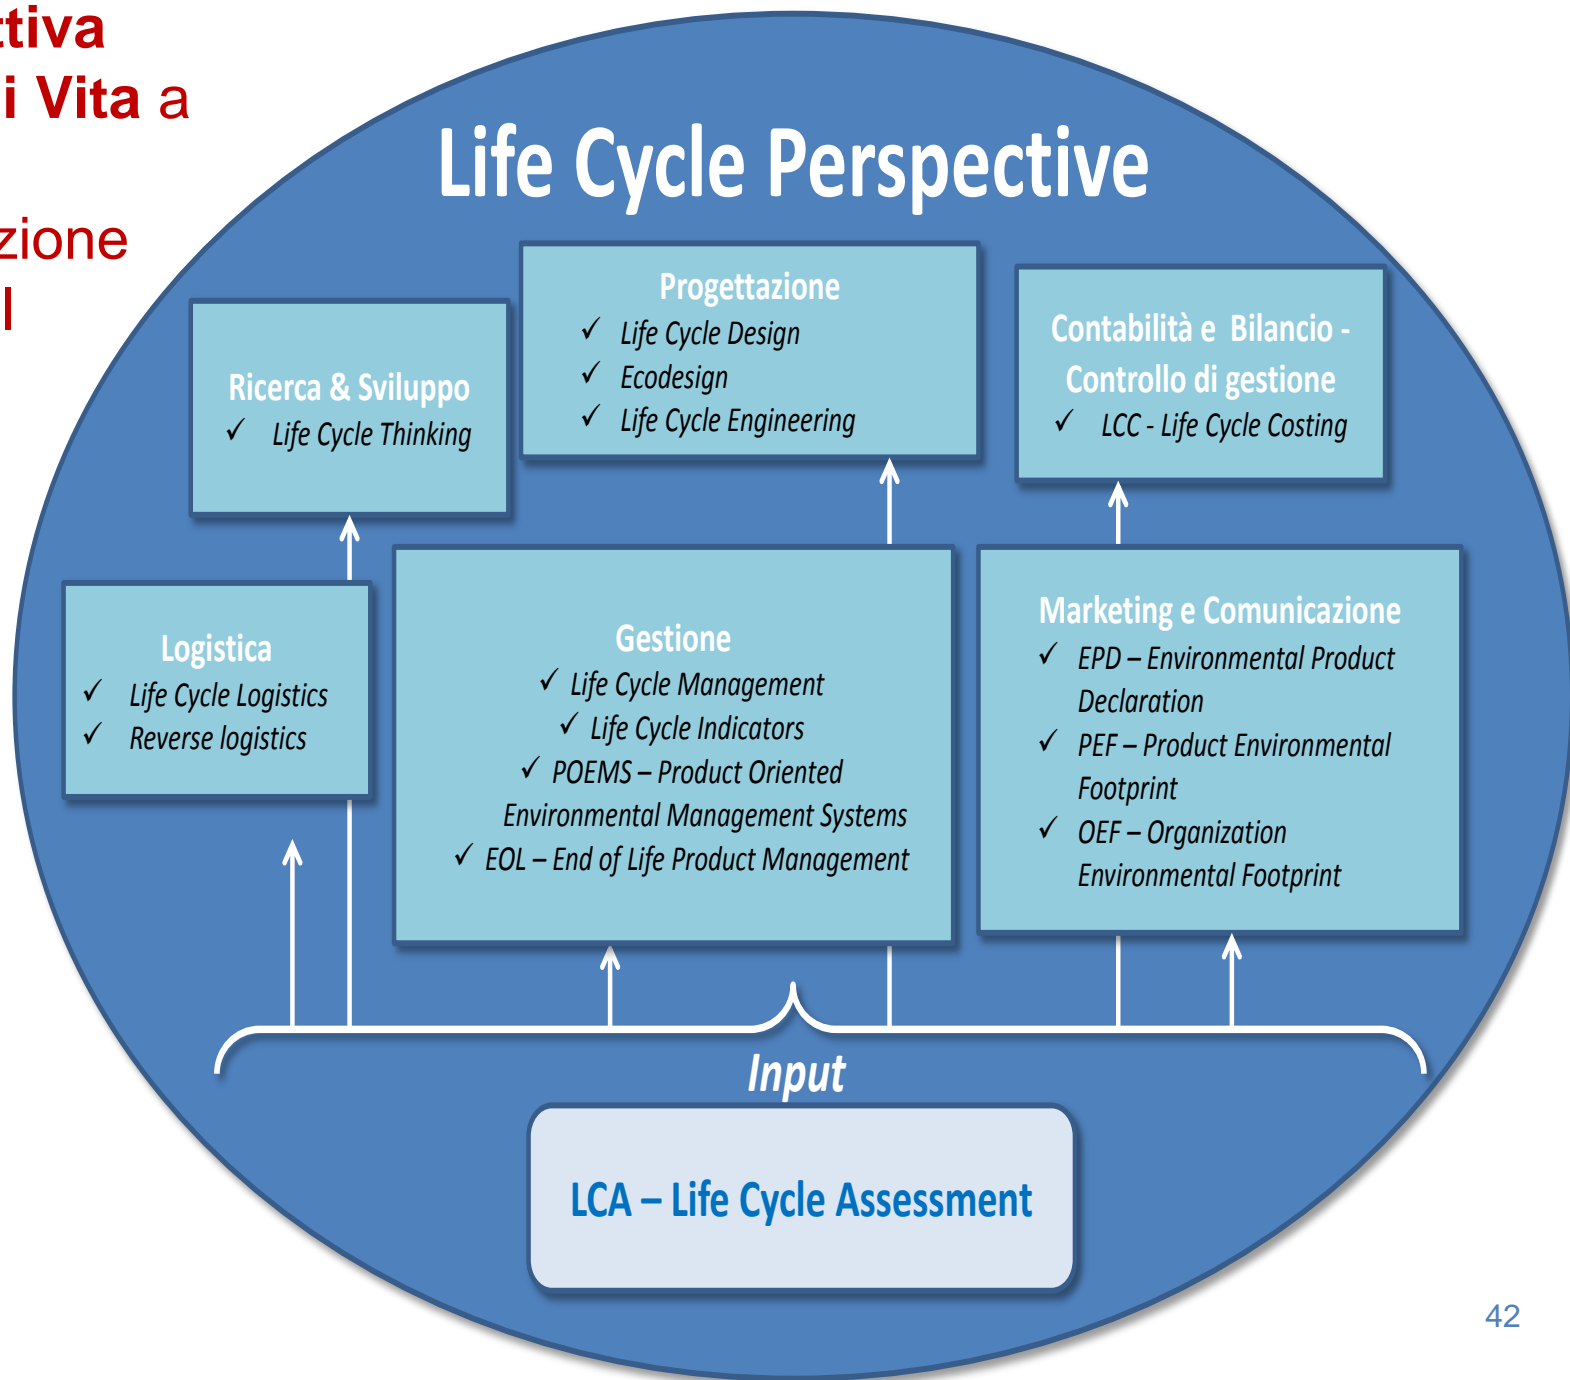 ttiva
i Vita a
zione
l
Life Cycle Perspective
Ricerca & Sviluppo
✓ Life Cycle Thinking
Progettazione
✓ Life Cycle Design
✓ Ecodesign
✓ Life Cycle Engineering
Contabilità e Bilancio -
Controllo di gestione
✓ LCC - Life Cycle Costing
Logistica
✓ Life Cycle Logistics
✓ Reverse logistics
Gestione
✓ Life Cycle Management
✓ Life Cycle Indicators
✓ POEMS – Product Oriented
Environmental Management Systems
✓ EOL – End of Life Product Management
Marketing e Comunicazione
✓ EPD – Environmental Product
Declaration
✓ PEF – Product Environmental
Footprint
✓ OEF – Organization
Environmental Footprint
Input
LCA – Life Cycle Assessment
42